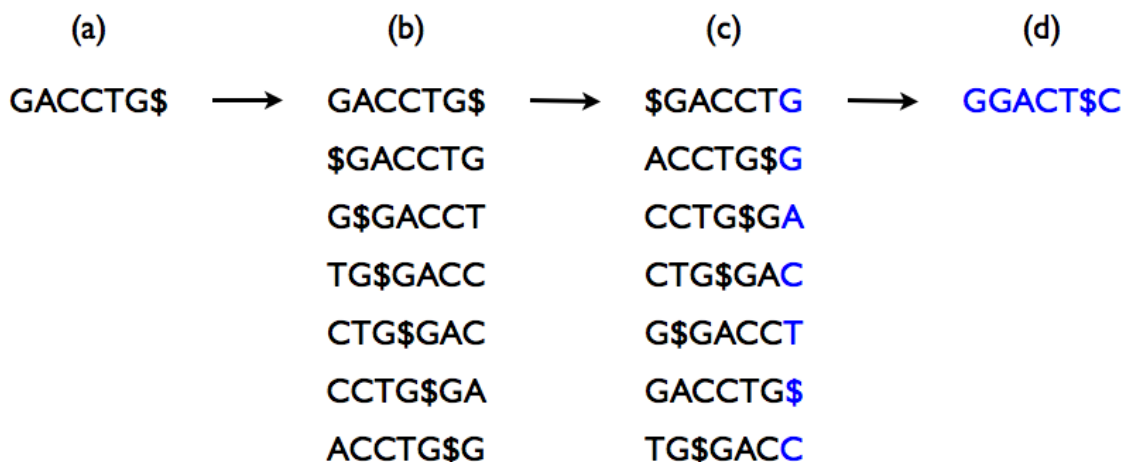 (a) (b) (c) (d)
GACCTG$ GACCTG$ $GACCTG GGACT$C
$GACCTG ACCTG$G
G$GACCT CCTG$GA
TG$GACC CTG$GAC
CTG$GAC G$GACCT
CCTG$GA GACCTG$
ACCTG$G TG$GACC